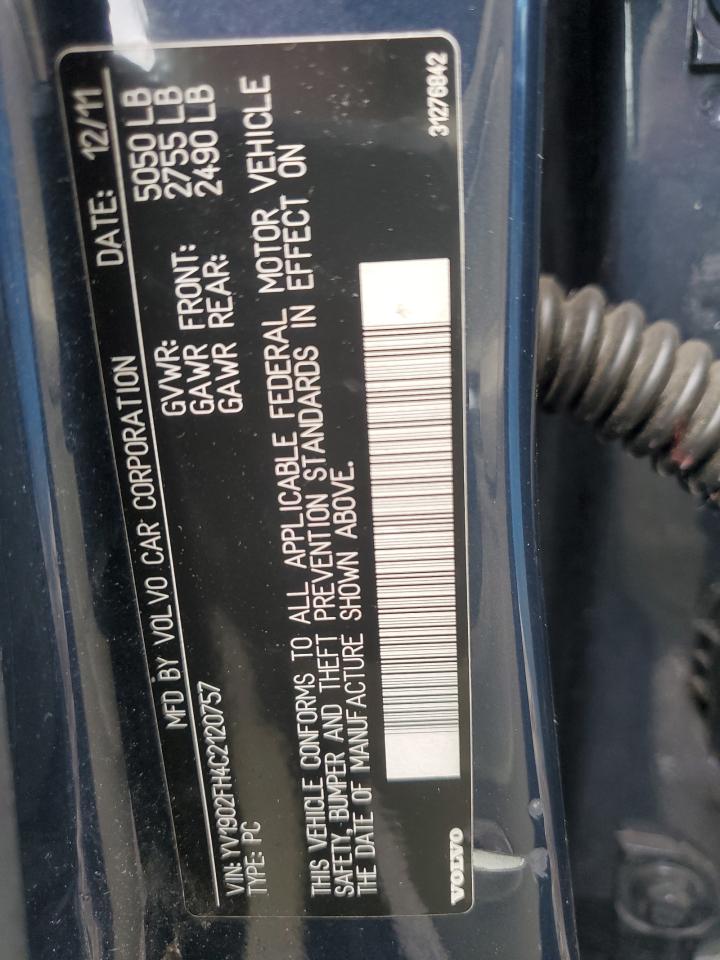 MFD BY VOLVO CAR CORPORATION DATE: 12/11
GVWR: 5050 LB
GAWR FRONT: 2755 LB
GAWR REAR: 2490 LB
VIN: YV1902FH4C2120757
TYPE: PC
THIS VEHICLE CONFORMS TO ALL APPLICABLE FEDERAL MOTOR VEHICLE
SAFETY, BUMPER AND THEFT PREVENTION STANDARDS IN EFFECT ON
THE DATE OF MANUFACTURE SHOWN ABOVE.
VOLVO
31276842